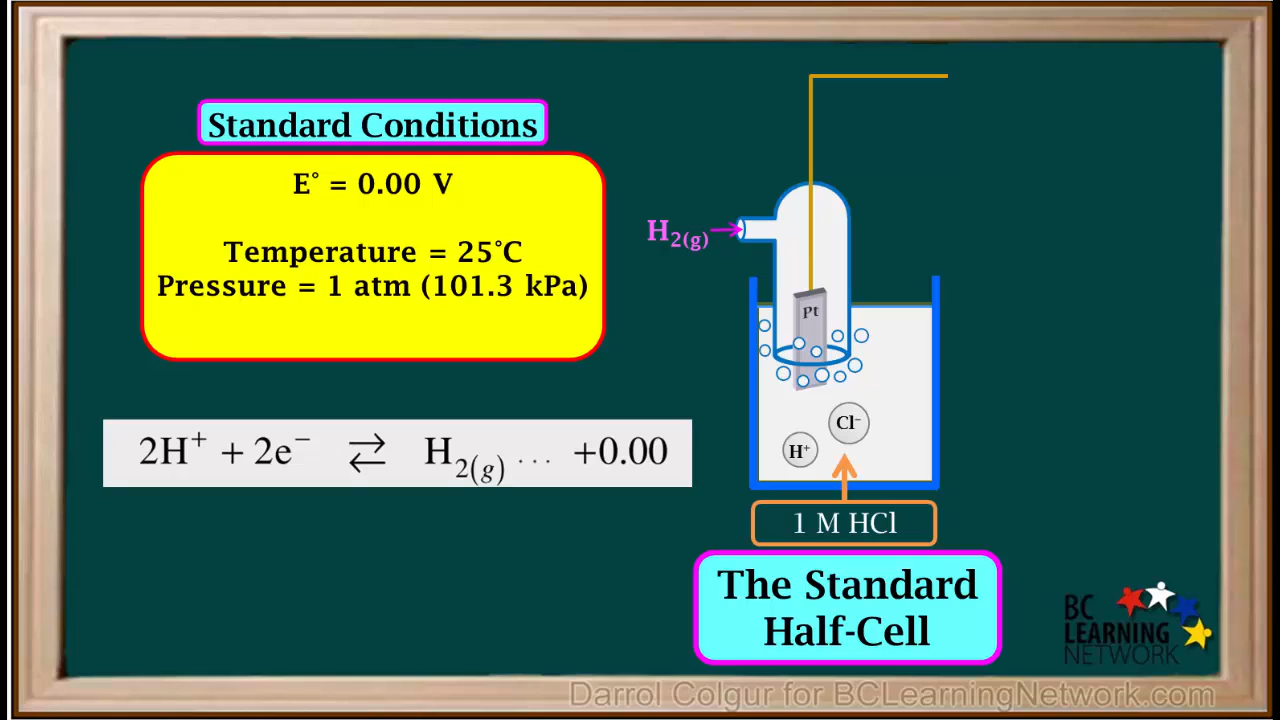 Standard Conditions
E° = 0.00 V
Temperature = 25°C
Pressure = 1 atm (101.3 kPa)
2H⁺ + 2e⁻ ⇄ H₂₍g₎ ... +0.00
H₂₍g₎
Pt
Cl⁻
H⁺
1 M HCl
The Standard
Half-Cell
BC
LEARNING
NETWORK
Darrol Colgur for BCLearningNetwork.com